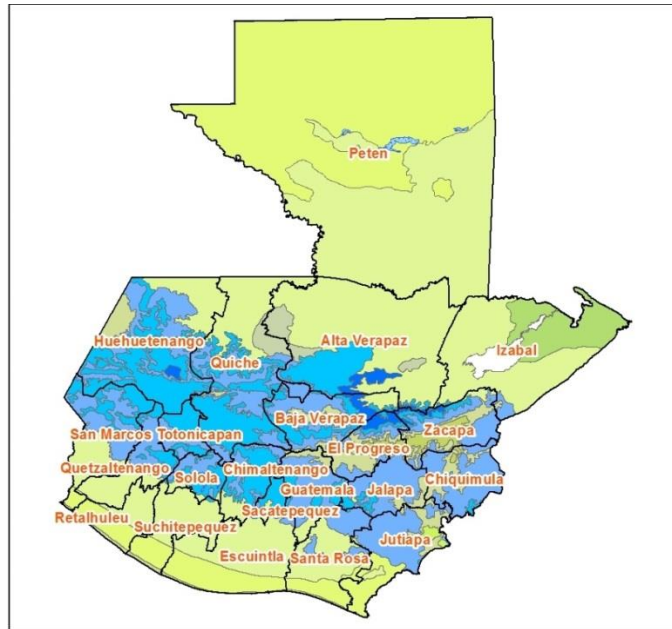 Peten
Huehuetenango
Alta Verapaz
Izabal
Quiche
Baja Verapaz
San Marcos
Totonicapan
Zacapa
El Progreso
Quetzaltenango
Chimaltenango
Solola
Guatemala
Jalapa
Chiquimula
Sacatepequez
Retalhuleu
Suchitepequez
Jutiapa
Escuintla
Santa Rosa